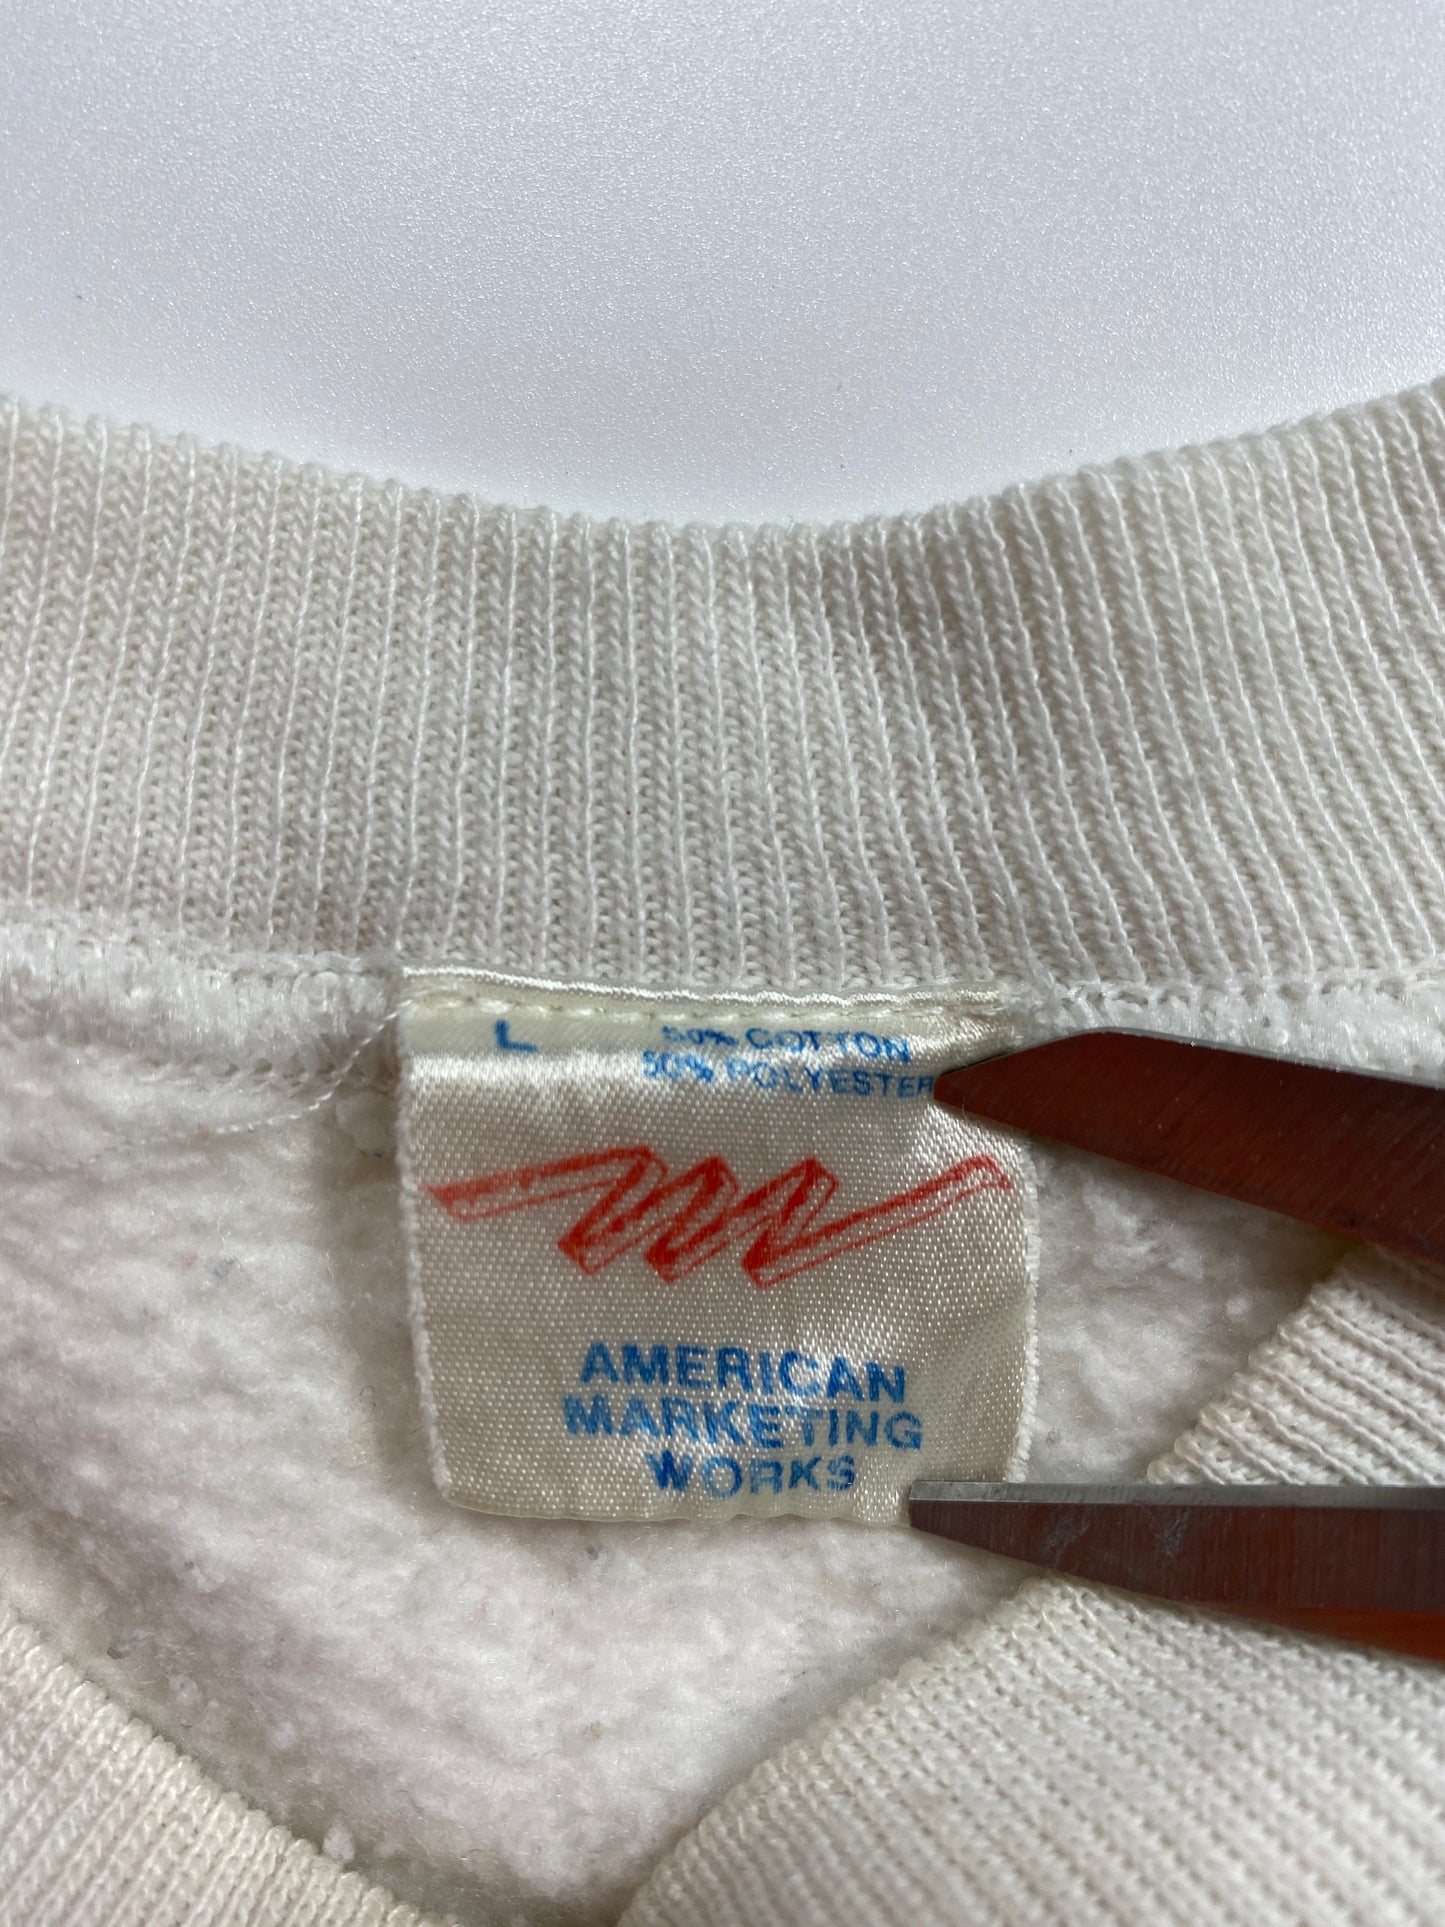 L 50% COTTON
50% POLYESTER
AMERICAN
MARKETING
WORKS